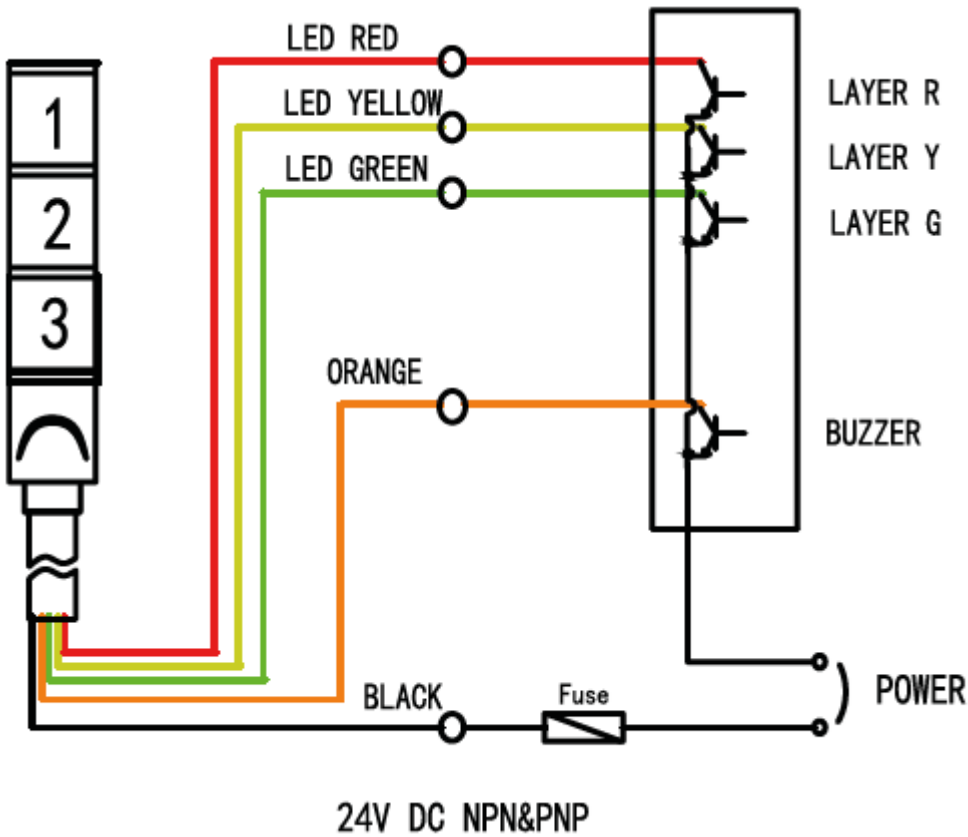 LED RED
LED YELLOW
LED GREEN
ORANGE
BLACK
Fuse
1
2
3
LAYER R
LAYER Y
LAYER G
BUZZER
POWER
24V DC NPN&PNP